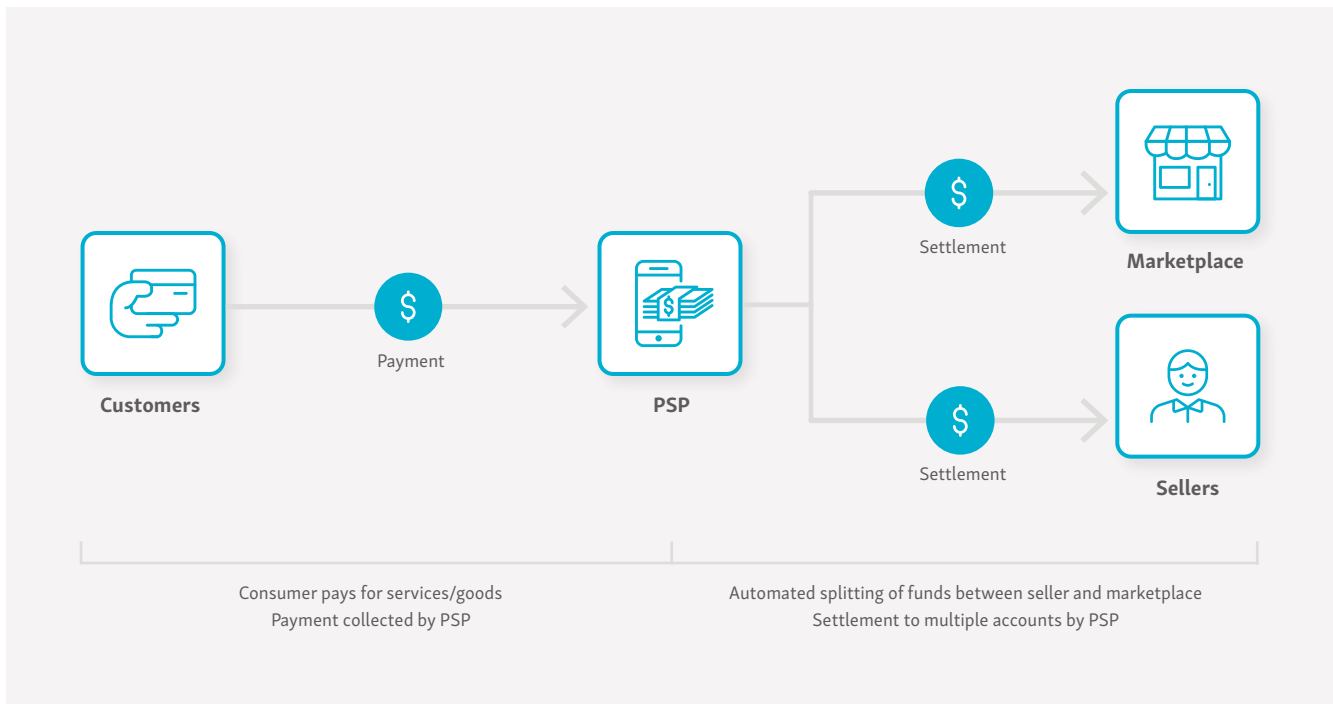 $
Settlement
Marketplace
$
Payment
$
Customers
PSP
$
Settlement
Sellers
Consumer pays for services/goods
Payment collected by PSP
Automated splitting of funds between seller and marketplace
Settlement to multiple accounts by PSP